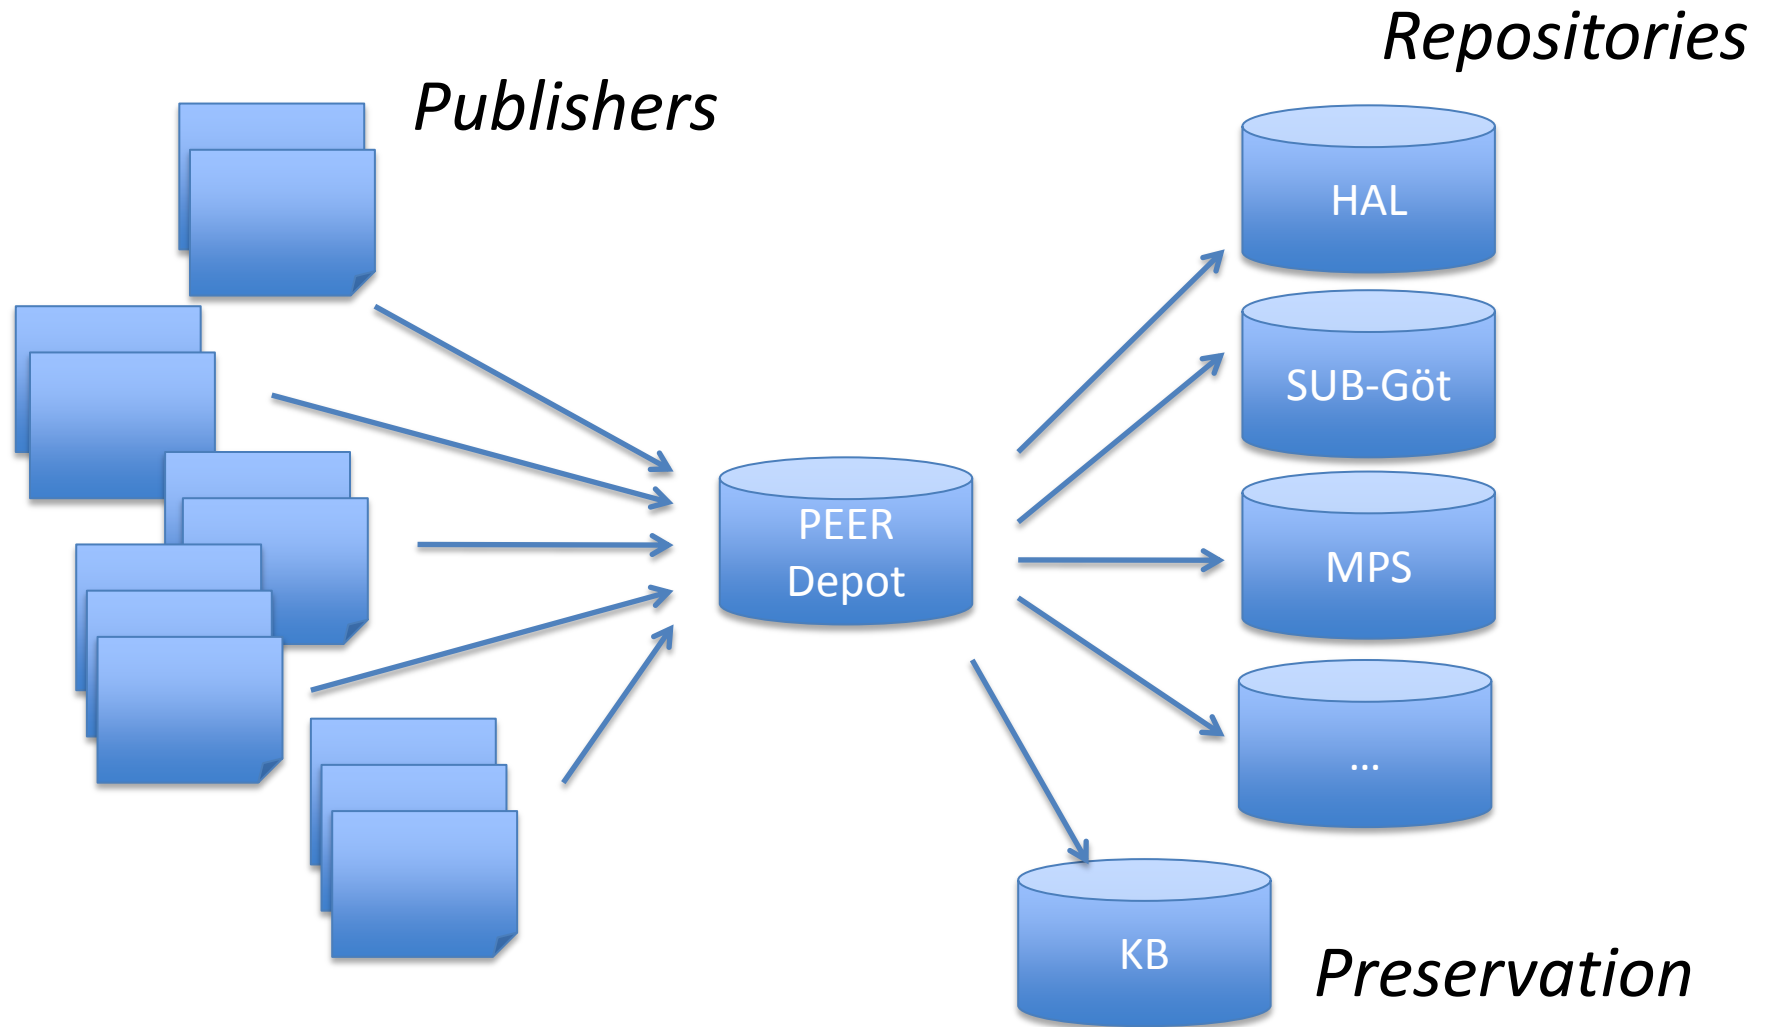 Repositories
Publishers
HAL
SUB-Göt
PEER
Depot
MPS
...
KB
Preservation